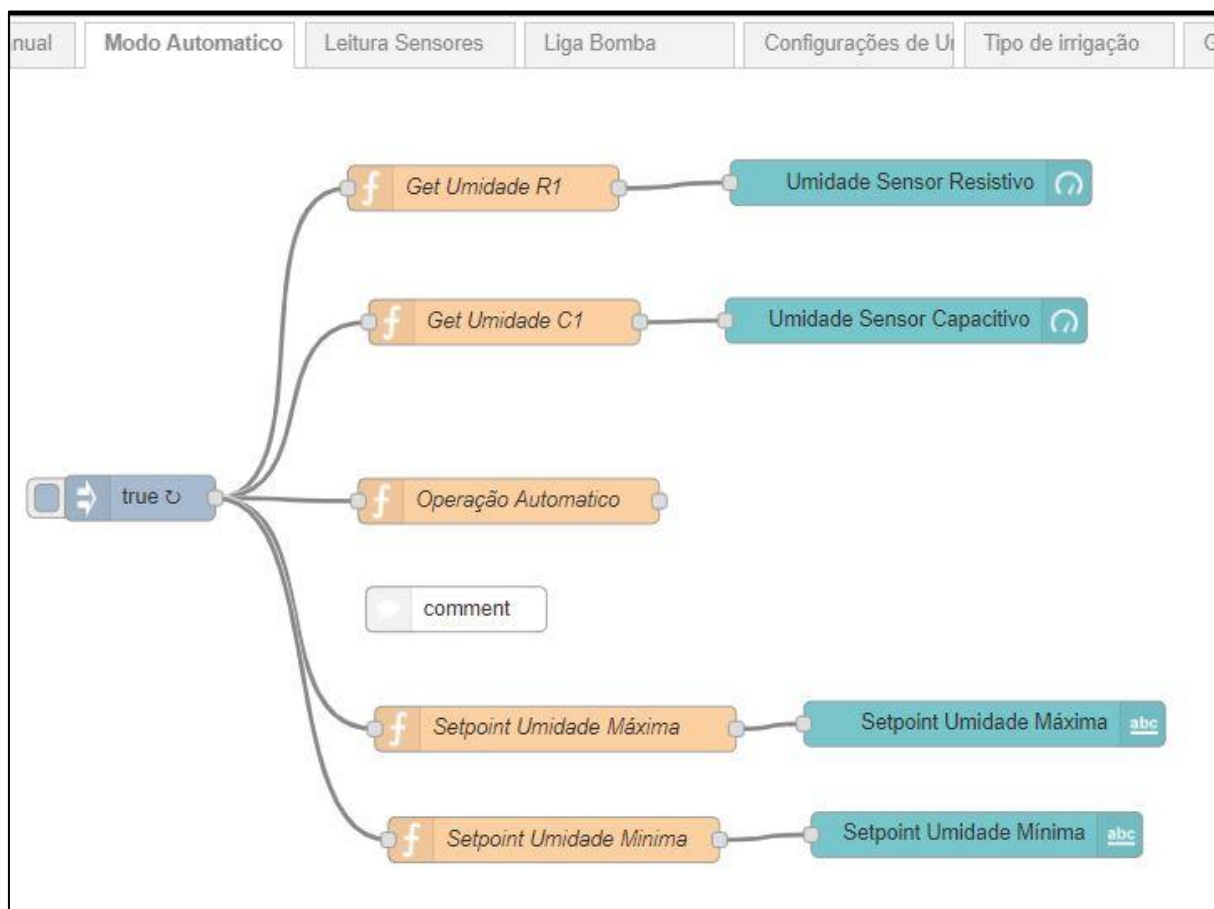 nual
Modo Automatico
Leitura Sensores
Liga Bomba
Configurações de Ur
Tipo de irrigação
Get Umidade R1
Umidade Sensor Resistivo
Get Umidade C1
Umidade Sensor Capacitivo
true ↻
Operação Automatico
comment
Setpoint Umidade Máxima
Setpoint Umidade Máxima
abc
Setpoint Umidade Minima
Setpoint Umidade Mínima
abc